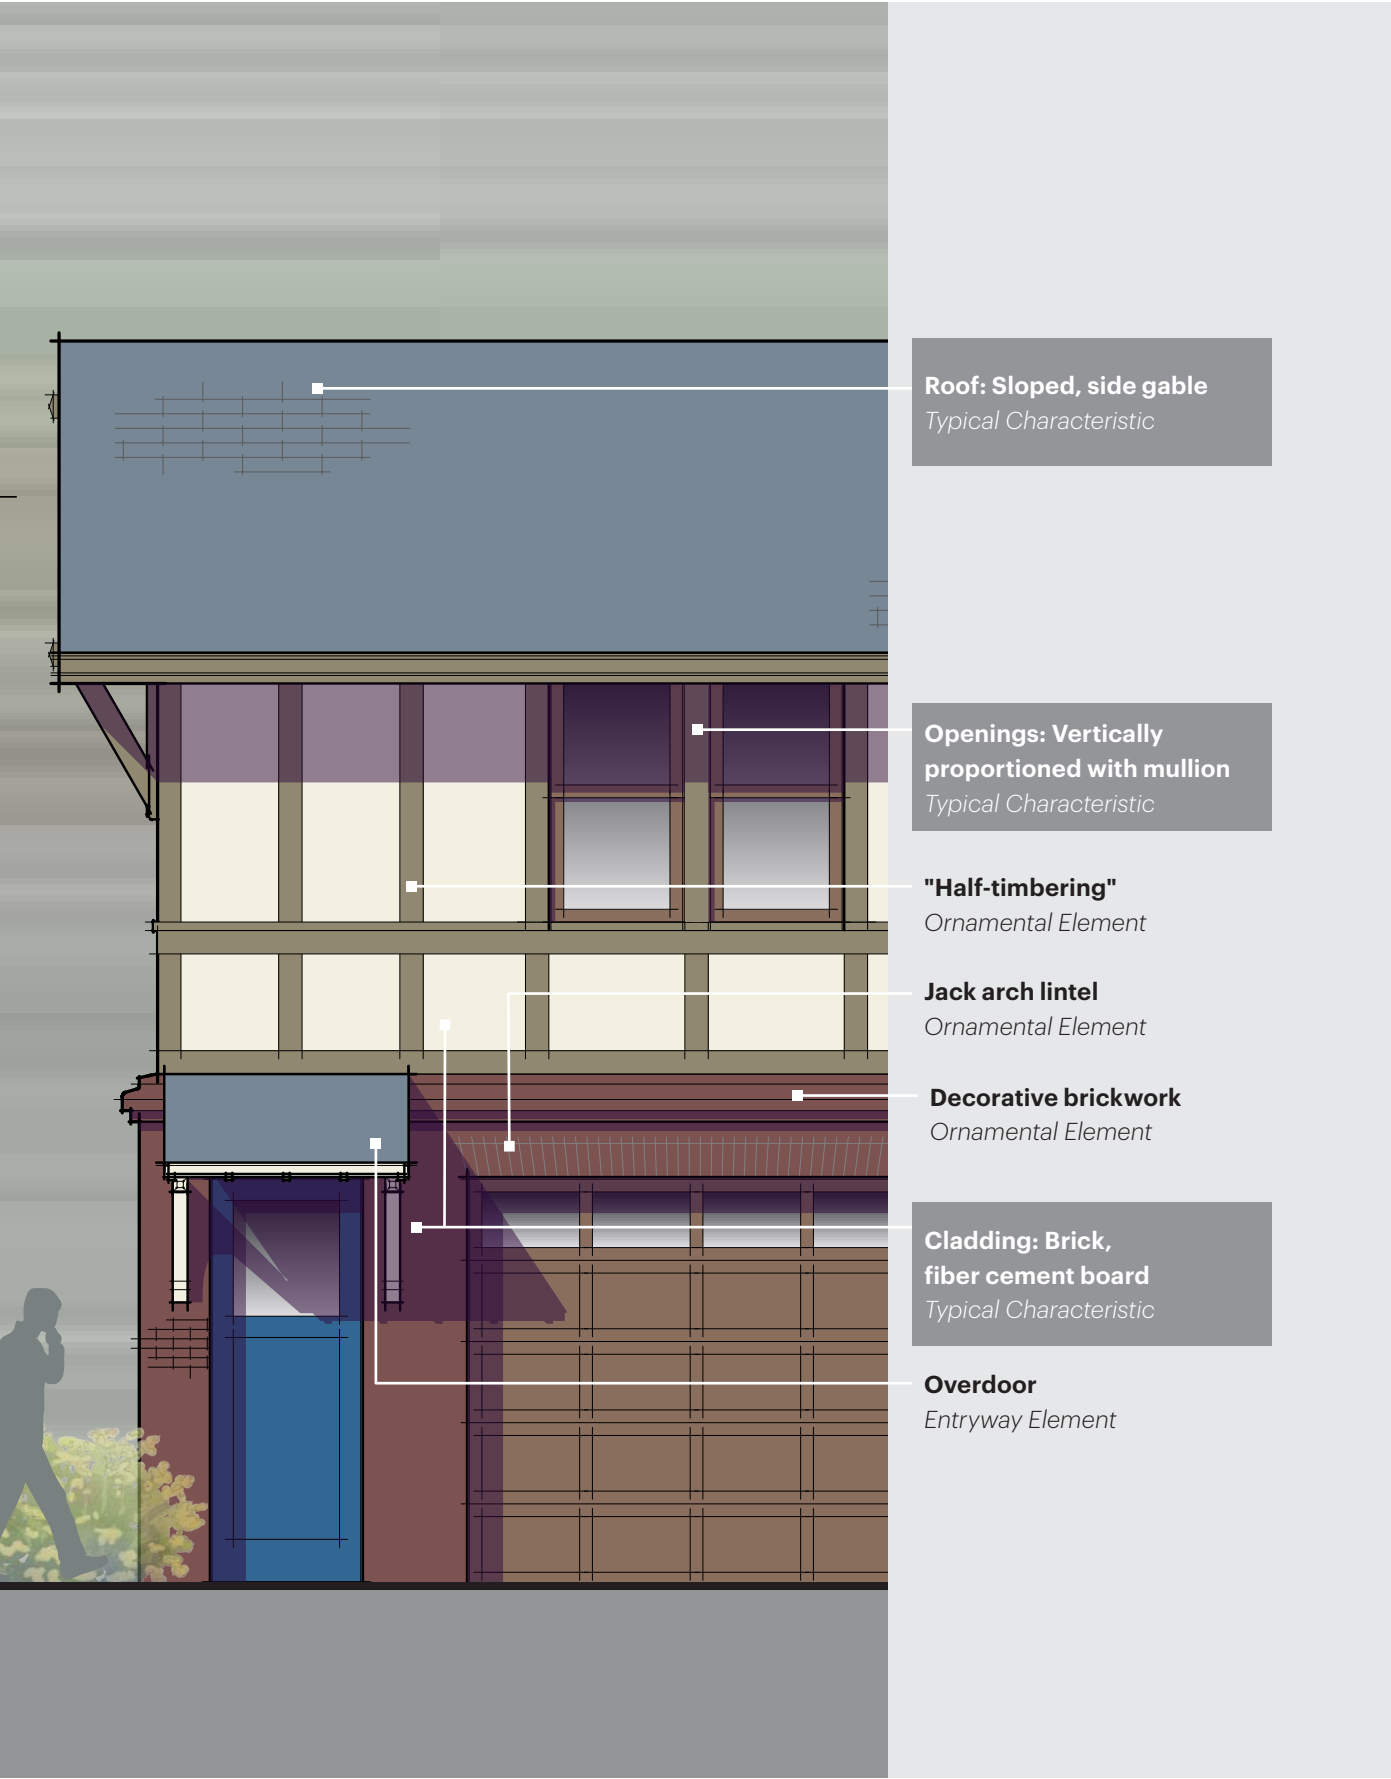 Roof: Sloped, side gable
Typical Characteristic
Openings: Vertically
proportioned with mullion
Typical Characteristic
"Half-timbering"
Ornamental Element
Jack arch lintel
Ornamental Element
Decorative brickwork
Ornamental Element
Cladding: Brick,
fiber cement board
Typical Characteristic
Overdoor
Entryway Element